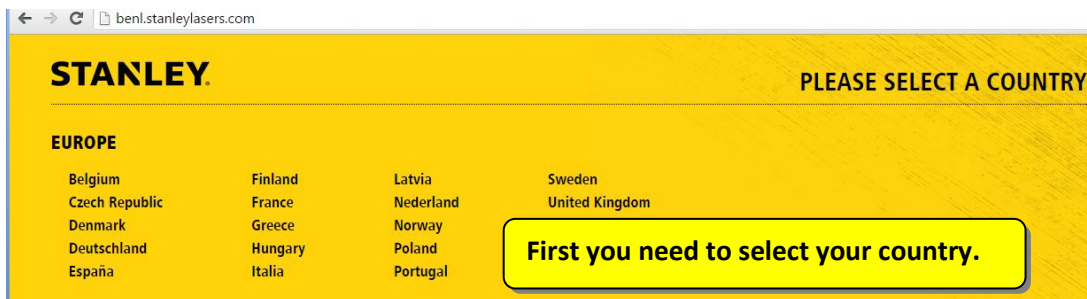 benl.stanleylasers.com
STANLEY
PLEASE SELECT A COUNTRY
EUROPE
Belgium
Czech Republic
Denmark
Deutschland
España
Finland
France
Greece
Hungary
Italia
Latvia
Nederland
Norway
Poland
Portugal
Sweden
United Kingdom
First you need to select your country.